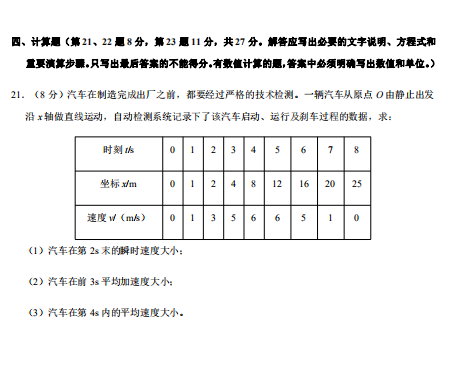 四、计算题（第21、22题8分，第23题11分，共27分。解答应写出必要的文字说明、方程式和
重要演算步骤。只写出最后答案的不能得分。有数值计算的题，答案中必须明确写出数值和单位。）
21.（8分）汽车在制造完成出厂之前，都要经过严格的技术检测。一辆汽车从原点O由静止出发
沿x轴做直线运动，自动检测系统记录下了该汽车启动、运行及刹车过程的数据，求：
时刻t/s 0 1 2 3 4 5 6 7 8
坐标x/m 0 1 2 4 8 12 16 20 25
速度v/（m/s） 0 1 3 5 6 6 5 1 0
（1）汽车在第2s末的瞬时速度大小；
（2）汽车在前3s平均加速度大小；
（3）汽车在第4s内的平均速度大小。